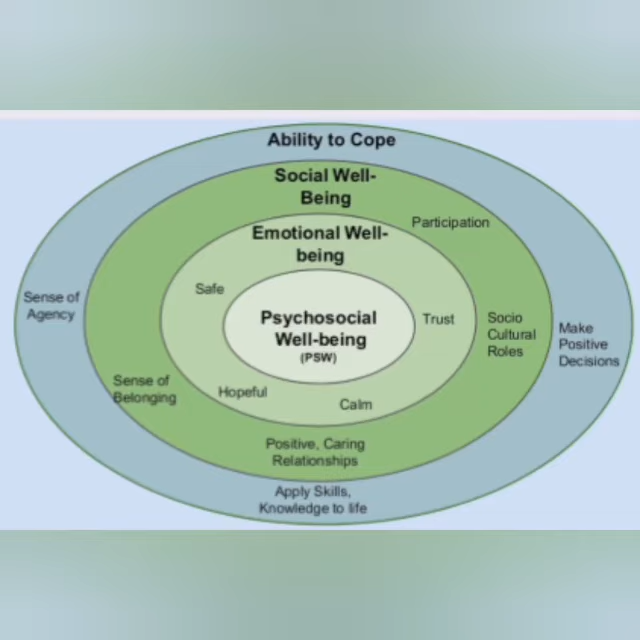 Ability to Cope
Social Well-
Being
Participation
Emotional Well-
being
Safe
Sense of
Agency
Psychosocial
Well-being
(PSW)
Trust
Socio
Cultural
Roles
Make
Positive
Decisions
Sense of
Belonging
Hopeful
Calm
Positive, Caring
Relationships
Apply Skills,
Knowledge to life